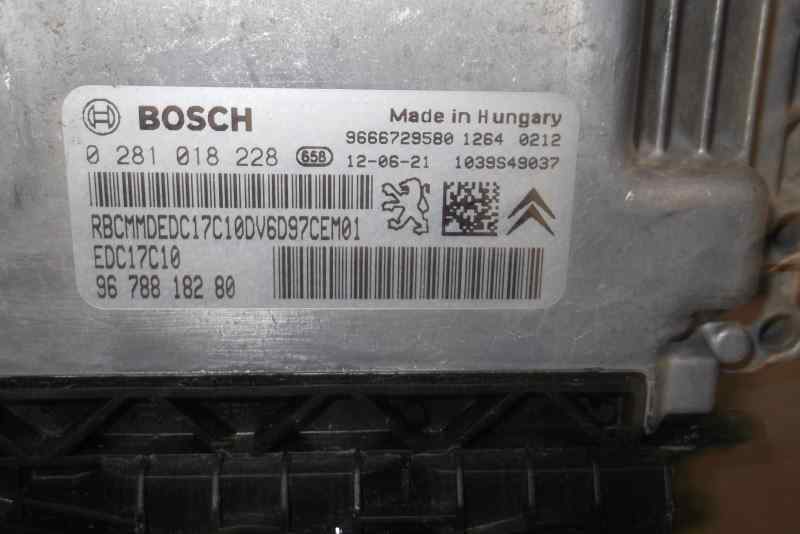 BOSCH
Made in Hungary
9666729580 1264 0212
0 281 018 228 658 12-06-21 1039S49037
RBCMMDEDC17C10DV6D97CEM01
EDC17C10
96 788 182 80